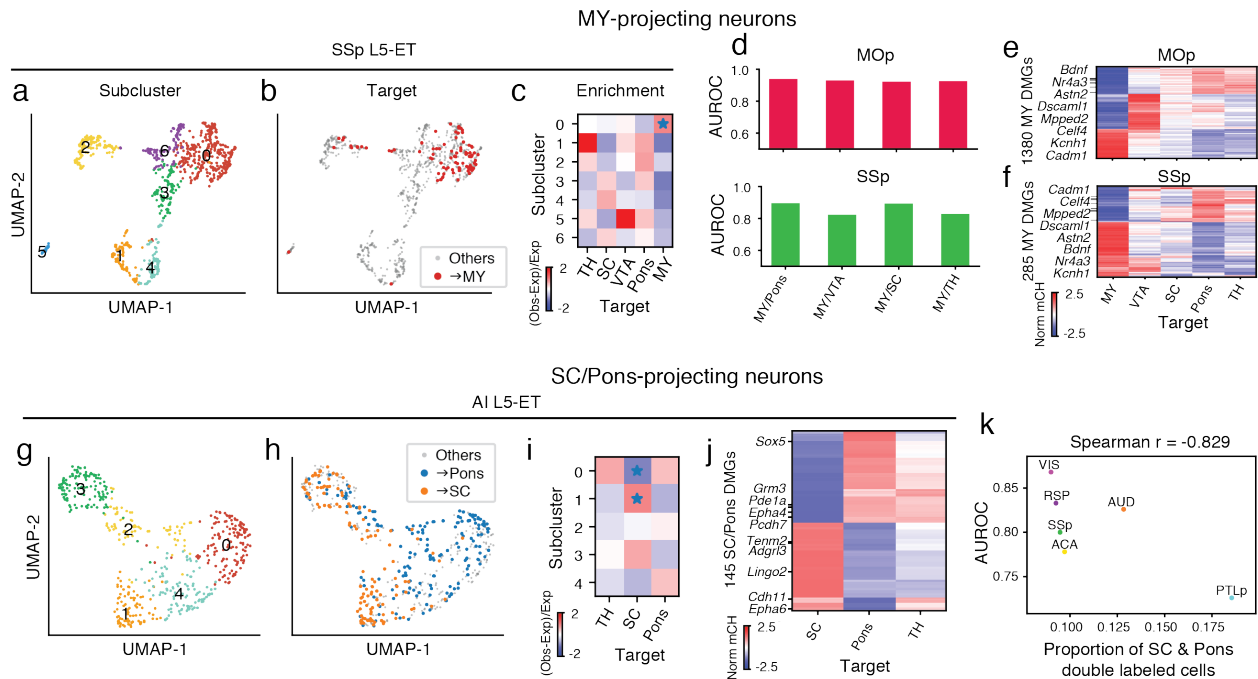 MY-projecting neurons
SSp L5-ET
a
Subcluster
2
6
0
3
5
1
4
UMAP-2
UMAP-1
b
Target
Others
→MY
UMAP-1
c
Enrichment
0
1
2
3
4
5
6
Subcluster
TH
SC
VTA
Pons
MY
Target
(Obs-Exp)/Exp
2
-2
d
MOp
AUROC
1.0
0.8
0.6
SSp
AUROC
1.0
0.8
0.6
MY/Pons
MY/VTA
MY/SC
MY/TH
e
MOp
1380 MY DMGs
Bdnf
Nr4a3
Astn2
Dscaml1
Mpped2
Celf4
Kcnh1
Cadm1
f
SSp
285 MY DMGs
Cadm1
Celf4
Mpped2
Dscaml1
Astn2
Bdnf
Nr4a3
Kcnh1
MY
VTA
SC
Pons
TH
Target
Norm mCH
2.5
-2.5
SC/Pons-projecting neurons
AI L5-ET
g
3
2
0
4
1
UMAP-2
UMAP-1
h
Others
→Pons
→SC
UMAP-1
i
0
1
2
3
4
Subcluster
TH
SC
Pons
Target
(Obs-Exp)/Exp
2
-2
j
145 SC/Pons DMGs
Sox5
Grm3
Pde1a
Epha4
Pcdh7
Tenm2
Adgrl3
Lingo2
Cdh11
Epha6
SC
Pons
TH
Target
Norm mCH
2.5
-2.5
k
Spearman r = -0.829
VIS
RSP
AUD
SSp
ACA
PTLp
AUROC
0.85
0.80
0.75
0.100
0.125
0.150
0.175
Proportion of SC & Pons
double labeled cells